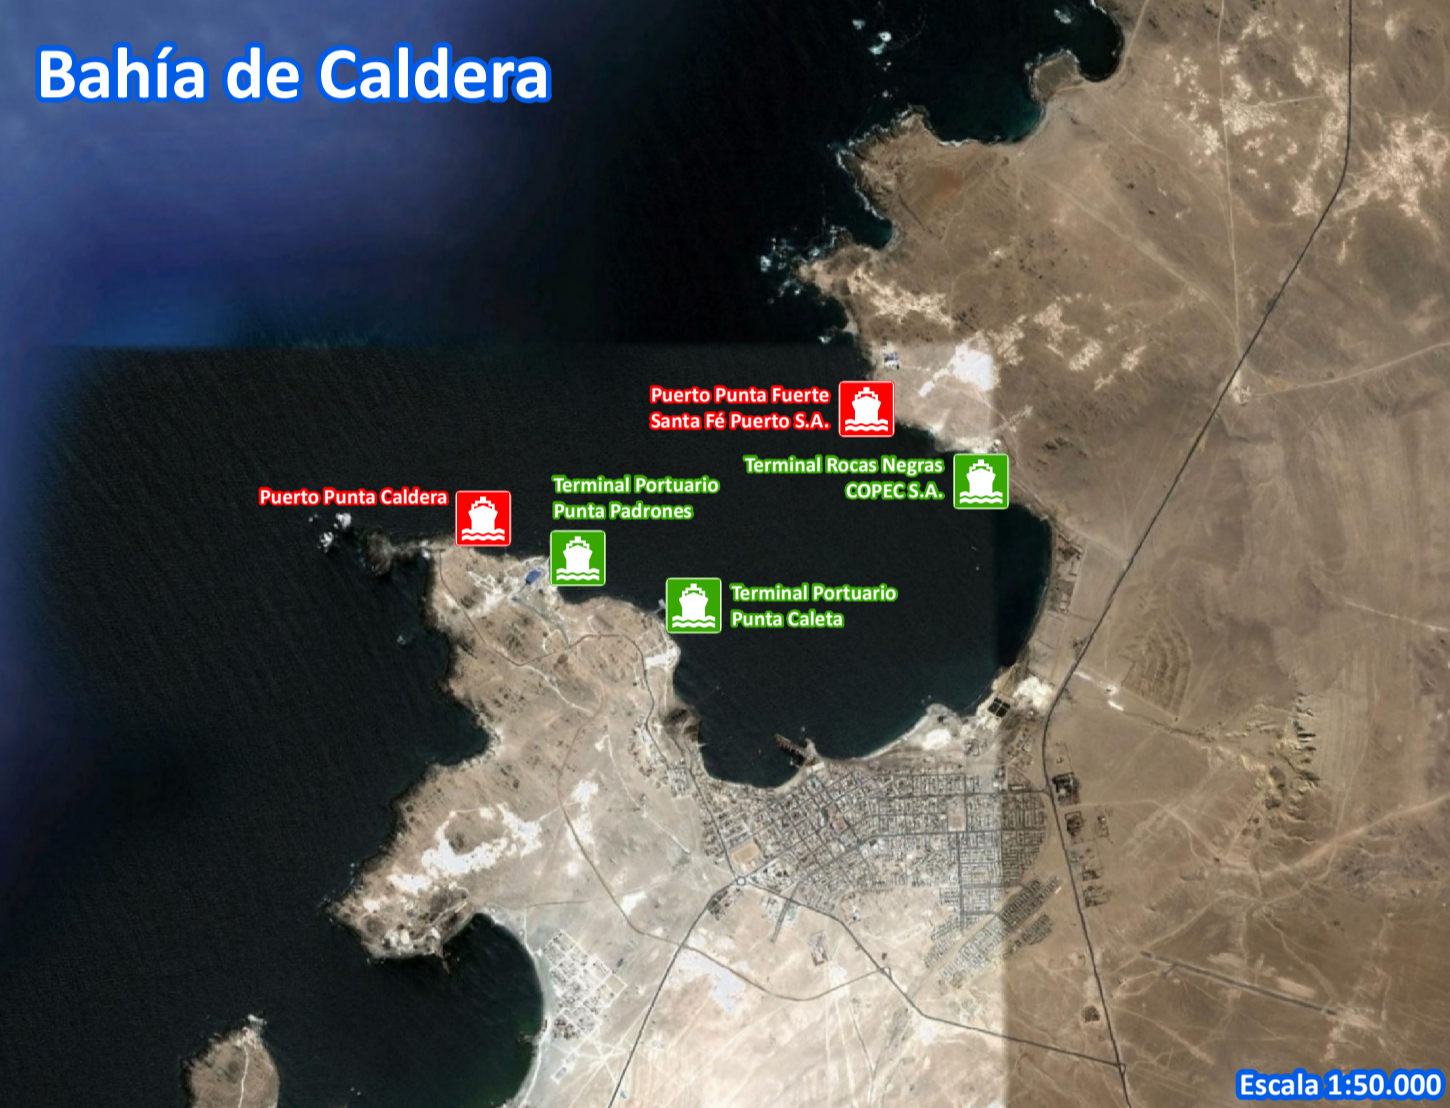 Bahía de Caldera
Puerto Punta Fuerte
Santa Fé Puerto S.A.
Terminal Rocas Negras
COPEC S.A.
Puerto Punta Caldera
Terminal Portuario
Punta Padrones
Terminal Portuario
Punta Caleta
Escala 1:50.000